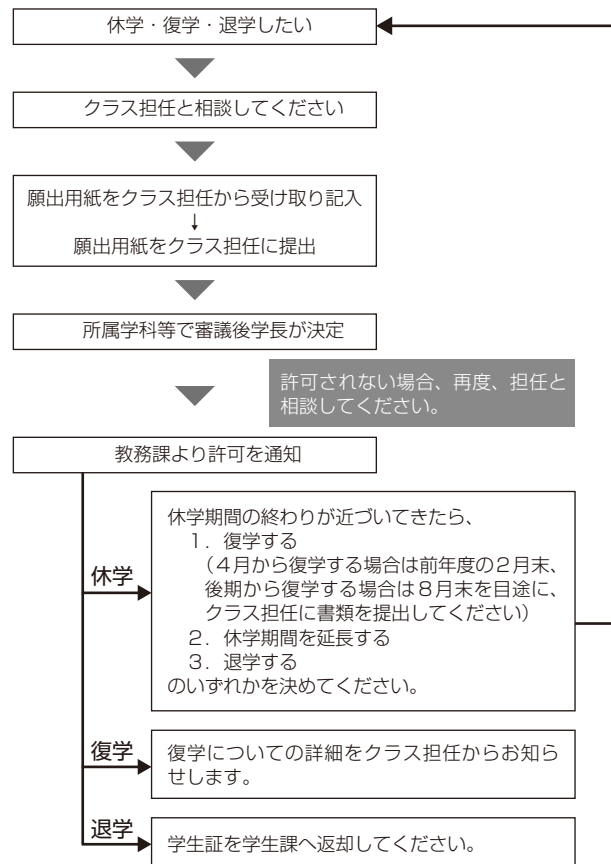 休学・復学・退学したい
クラス担任と相談してください
願出用紙をクラス担任から受け取り記入
↓
願出用紙をクラス担任に提出
所属学科等で審議後学長が決定
許可されない場合、再度、担任と
相談してください。
教務課より許可を通知
休学
休学期間の終わりが近づいてきたら、
1．復学する
（4月から復学する場合は前年度の2月末、
後期から復学する場合は8月末を目途に、
クラス担任に書類を提出してください）
2．休学期間を延長する
3．退学する
のいずれかを決めてください。
復学
復学についての詳細をクラス担任からお知ら
せします。
退学
学生証を学生課へ返却してください。